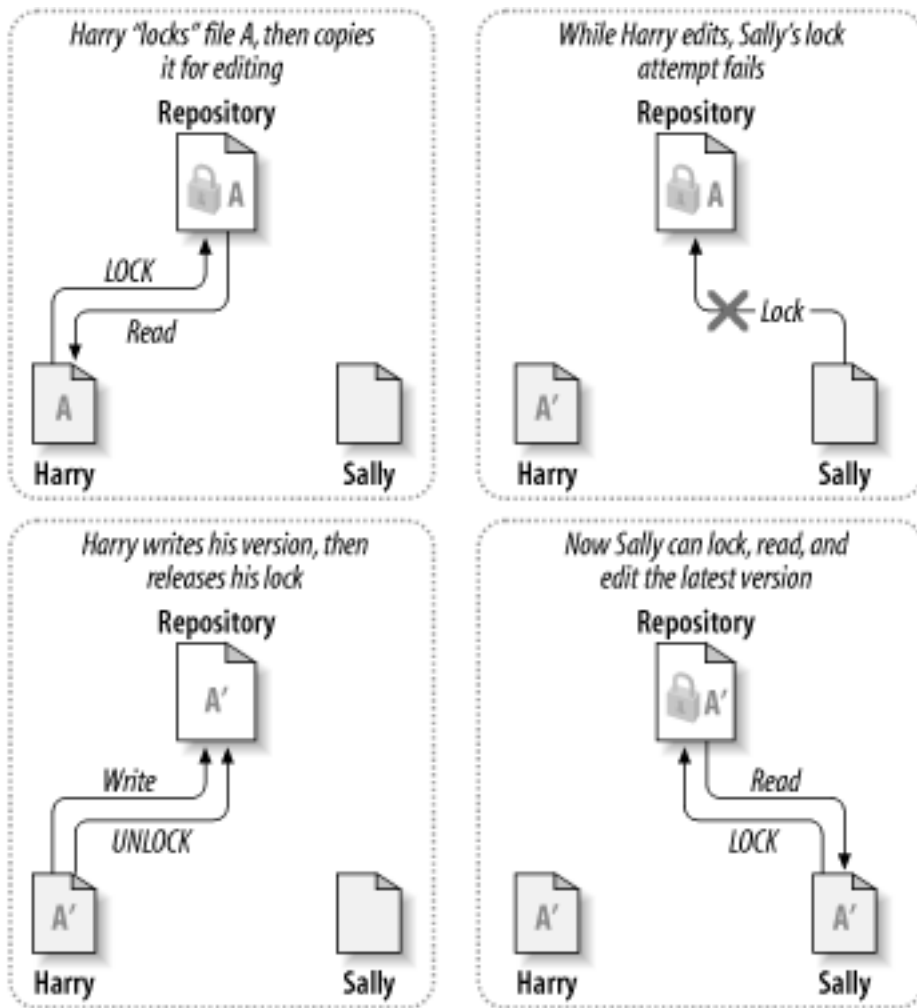 Harry “locks” file A, then copies
it for editing
Repository
A
LOCK
Read
A
Harry
Sally
While Harry edits, Sally’s lock
attempt fails
Repository
A
Lock
A′
Harry
Sally
Harry writes his version, then
releases his lock
Repository
A′
Write
UNLOCK
A′
Harry
Sally
Now Sally can lock, read, and
edit the latest version
Repository
A′
Read
LOCK
A′
A′
Harry
Sally